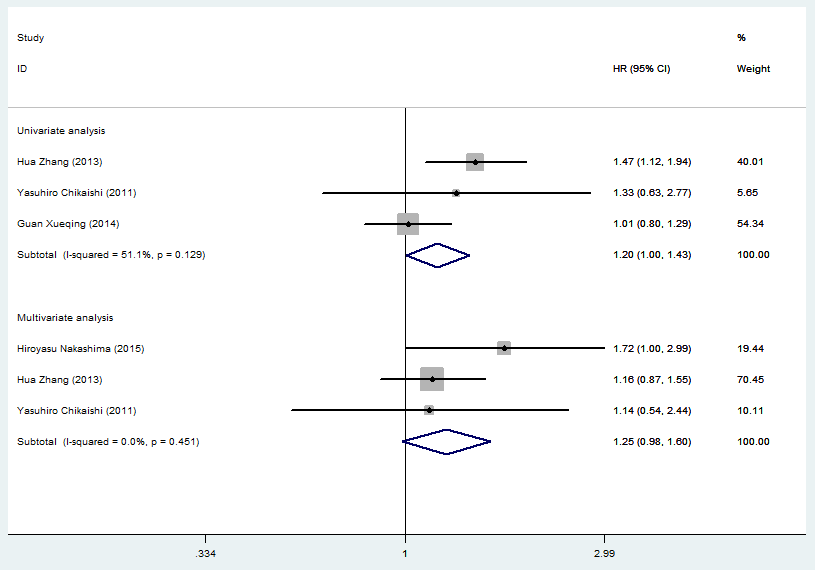 Study %
ID HR (95% CI) Weight
Univariate analysis
Hua Zhang (2013) 1.47 (1.12, 1.94) 40.01
Yasuhiro Chikaishi (2011) 1.33 (0.63, 2.77) 5.65
Guan Xueqing (2014) 1.01 (0.80, 1.29) 54.34
Subtotal (I-squared = 51.1%, p = 0.129) 1.20 (1.00, 1.43) 100.00
Multivariate analysis
Hiroyasu Nakashima (2015) 1.72 (1.00, 2.99) 19.44
Hua Zhang (2013) 1.16 (0.87, 1.55) 70.45
Yasuhiro Chikaishi (2011) 1.14 (0.54, 2.44) 10.11
Subtotal (I-squared = 0.0%, p = 0.451) 1.25 (0.98, 1.60) 100.00
.334 1 2.99